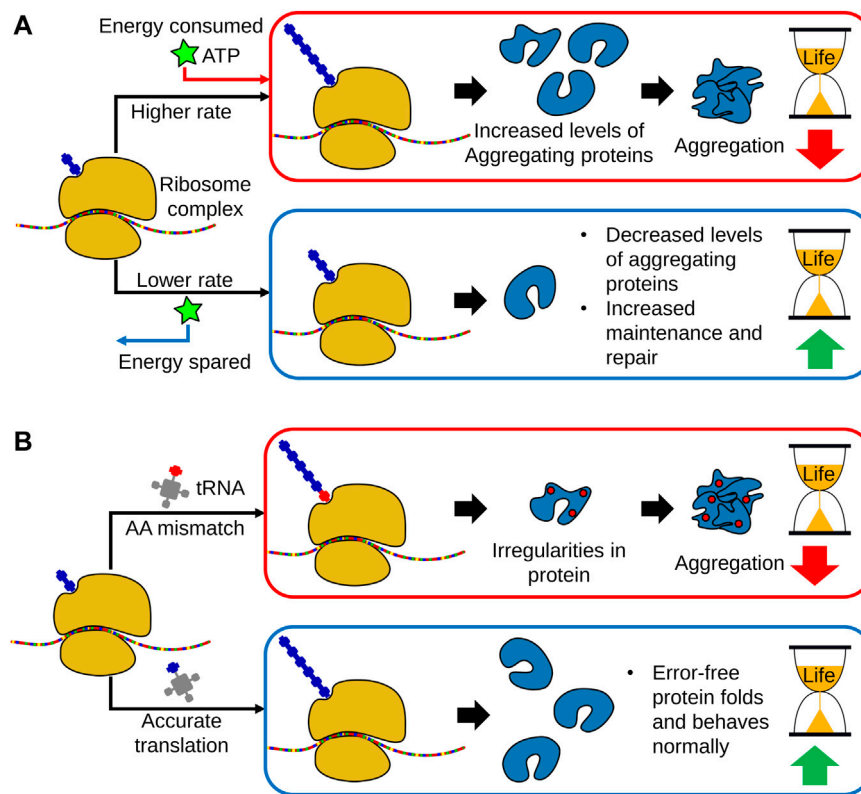 A
Energy consumed
ATP
Higher rate
Ribosome
complex
Lower rate
Energy spared
Increased levels of
Aggregating proteins
Aggregation
Life
• Decreased levels
of aggregating
proteins
• Increased
maintenance and
repair
Life
B
tRNA
AA mismatch
Accurate
translation
Irregularities in
protein
Aggregation
Life
• Error-free
protein folds
and behaves
normally
Life